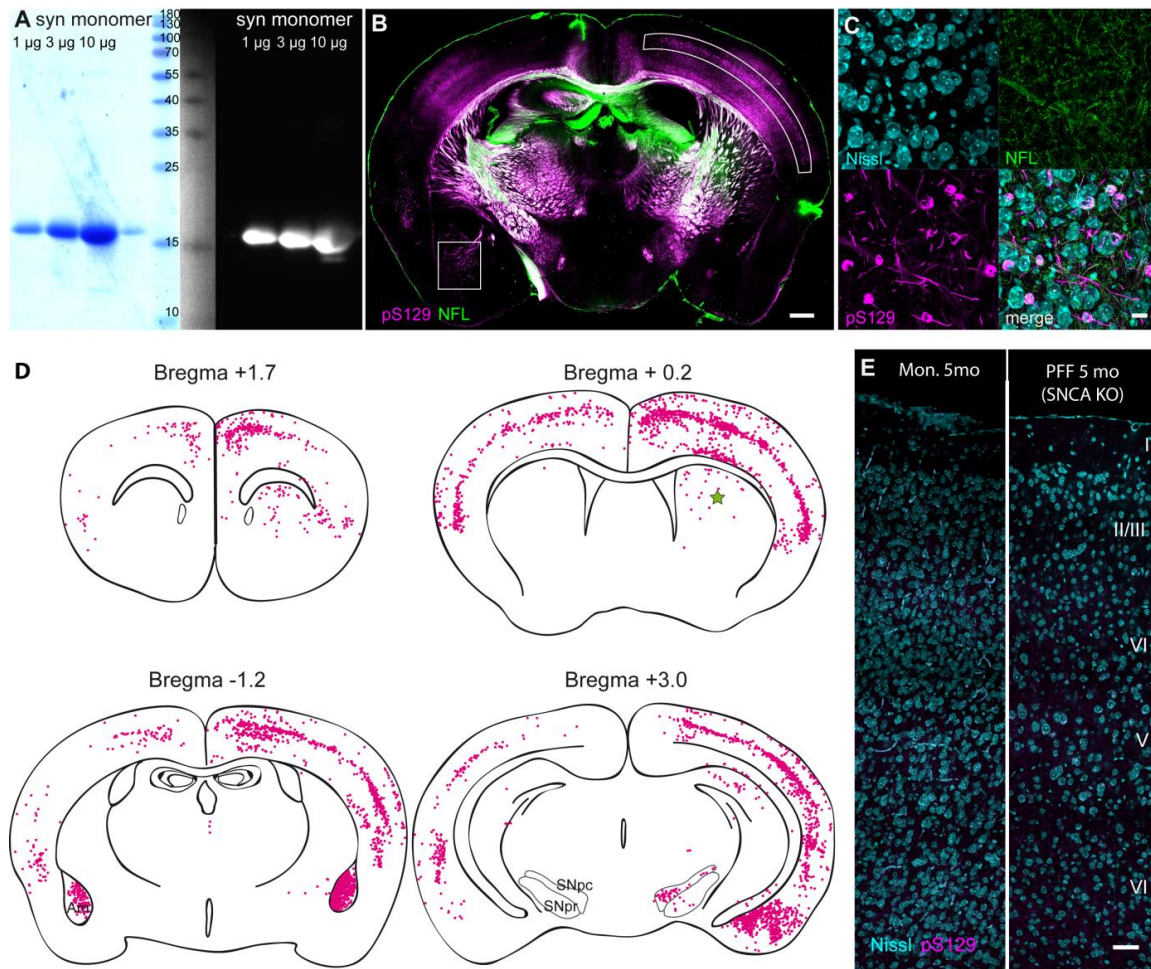 A syn monomer
1 µg 3 µg 10 µg
180
130
100
70
55
40
35
25
15
10
syn monomer
1 µg 3 µg 10 µg
B
pS129 NFL
C
Nissl
NFL
pS129
merge
D
Bregma +1.7
Bregma + 0.2
Bregma -1.2
Am
Bregma +3.0
SNpc
SNpr
E
Mon. 5mo
PFF 5 mo
(SNCA KO)
I
II/III
VI
V
VI
Nissl pS129